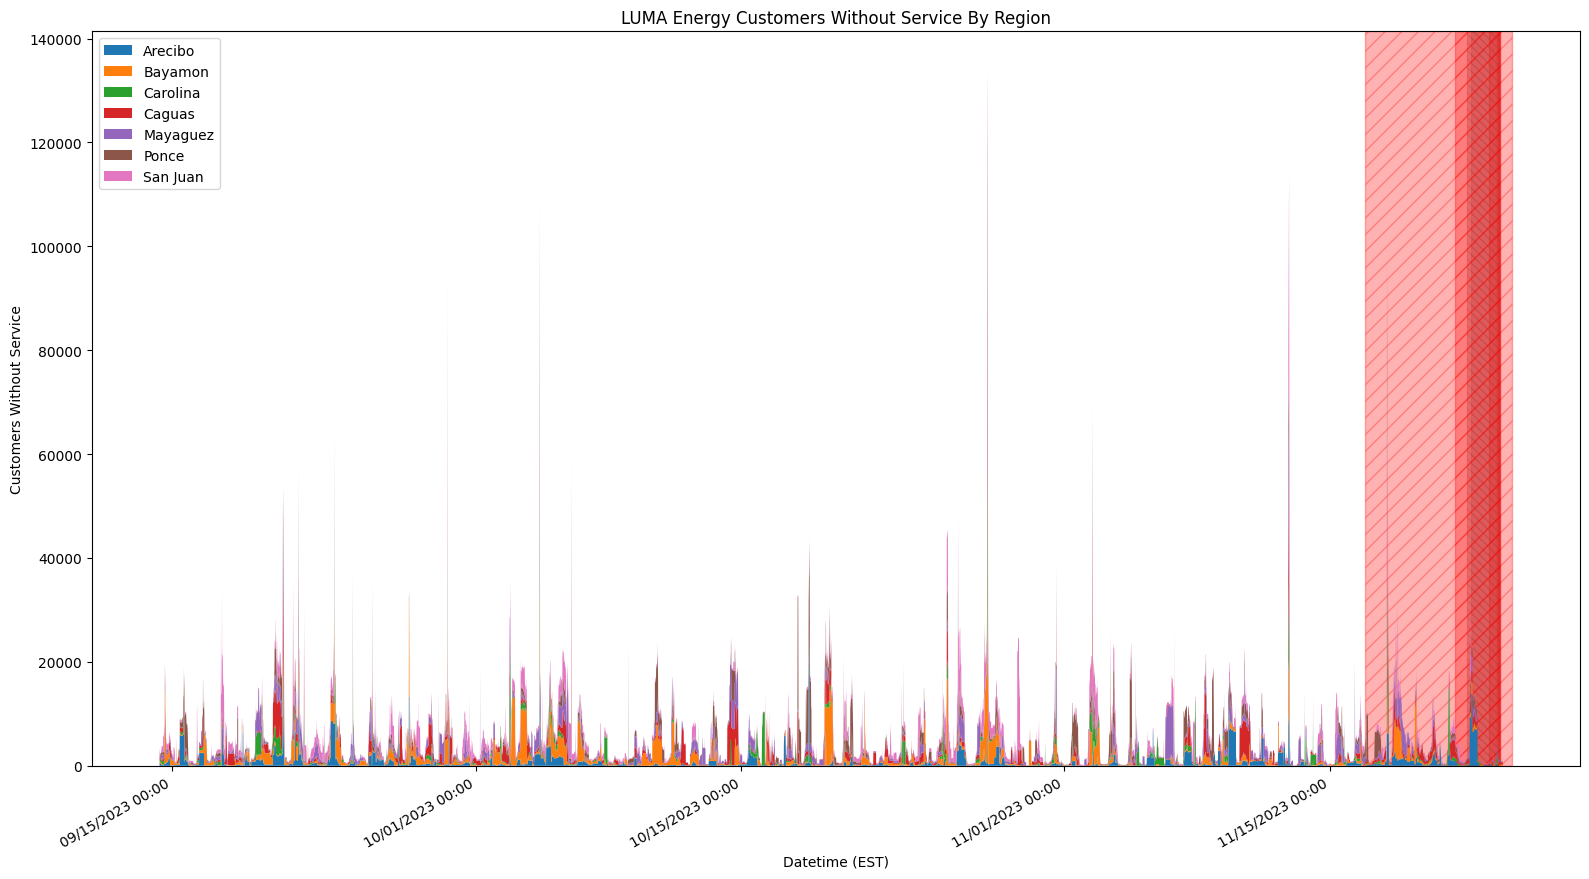 LUMA Energy Customers Without Service By Region
140000
120000
100000
80000
60000
40000
20000
0
Customers Without Service
Arecibo
Bayamon
Carolina
Caguas
Mayaguez
Ponce
San Juan
09/15/2023 00:00
10/01/2023 00:00
10/15/2023 00:00
11/01/2023 00:00
11/15/2023 00:00
Datetime (EST)